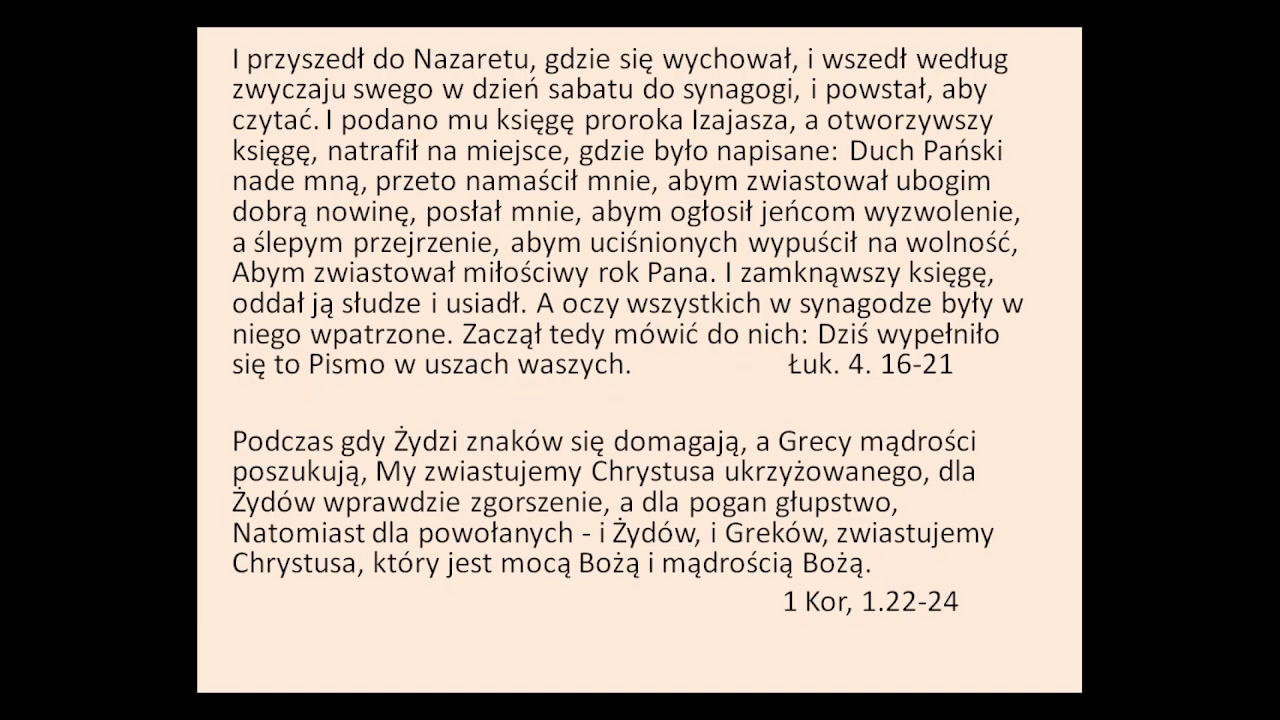 I przyszedł do Nazaretu, gdzie się wychował, i wszedł według
zwyczaju swego w dzień sabatu do synagogi, i powstał, aby
czytać. I podano mu księgę proroka Izajasza, a otworzywszy
księgę, natrafił na miejsce, gdzie było napisane: Duch Pański
nade mną, przeto namaścił mnie, abym zwiastował ubogim
dobrą nowinę, posłał mnie, abym ogłosił jeńcom wyzwolenie,
a ślepym przejrzenie, abym uciśnionych wypuścił na wolność,
Abym zwiastował miłościwy rok Pana. I zamknąwszy księgę,
oddał ją słudze i usiadł. A oczy wszystkich w synagodze były w
niego wpatrzone. Zaczął tedy mówić do nich: Dziś wypełniło
się to Pismo w uszach waszych. Łuk. 4. 16-21
Podczas gdy Żydzi znaków się domagają, a Grecy mądrości
poszukują, My zwiastujemy Chrystusa ukrzyżowanego, dla
Żydów wprawdzie zgorszenie, a dla pogan głupstwo,
Natomiast dla powołanych - i Żydów, i Greków, zwiastujemy
Chrystusa, który jest mocą Bożą i mądrością Bożą.
1 Kor, 1.22-24